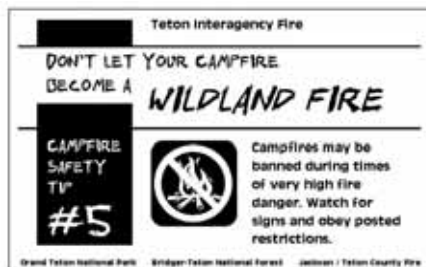 Teton Interagency Fire
DON'T LET YOUR CAMPFIRE
BECOME A
WILDLAND FIRE
CAMPFIRE
SAFETY
TIP
#5
Campfires may be
banned during times
of very high fire
danger. Watch for
signs and obey posted
restrictions.
Grand Teton National Park Bridger-Teton National Forest Jackson / Teton County Fire